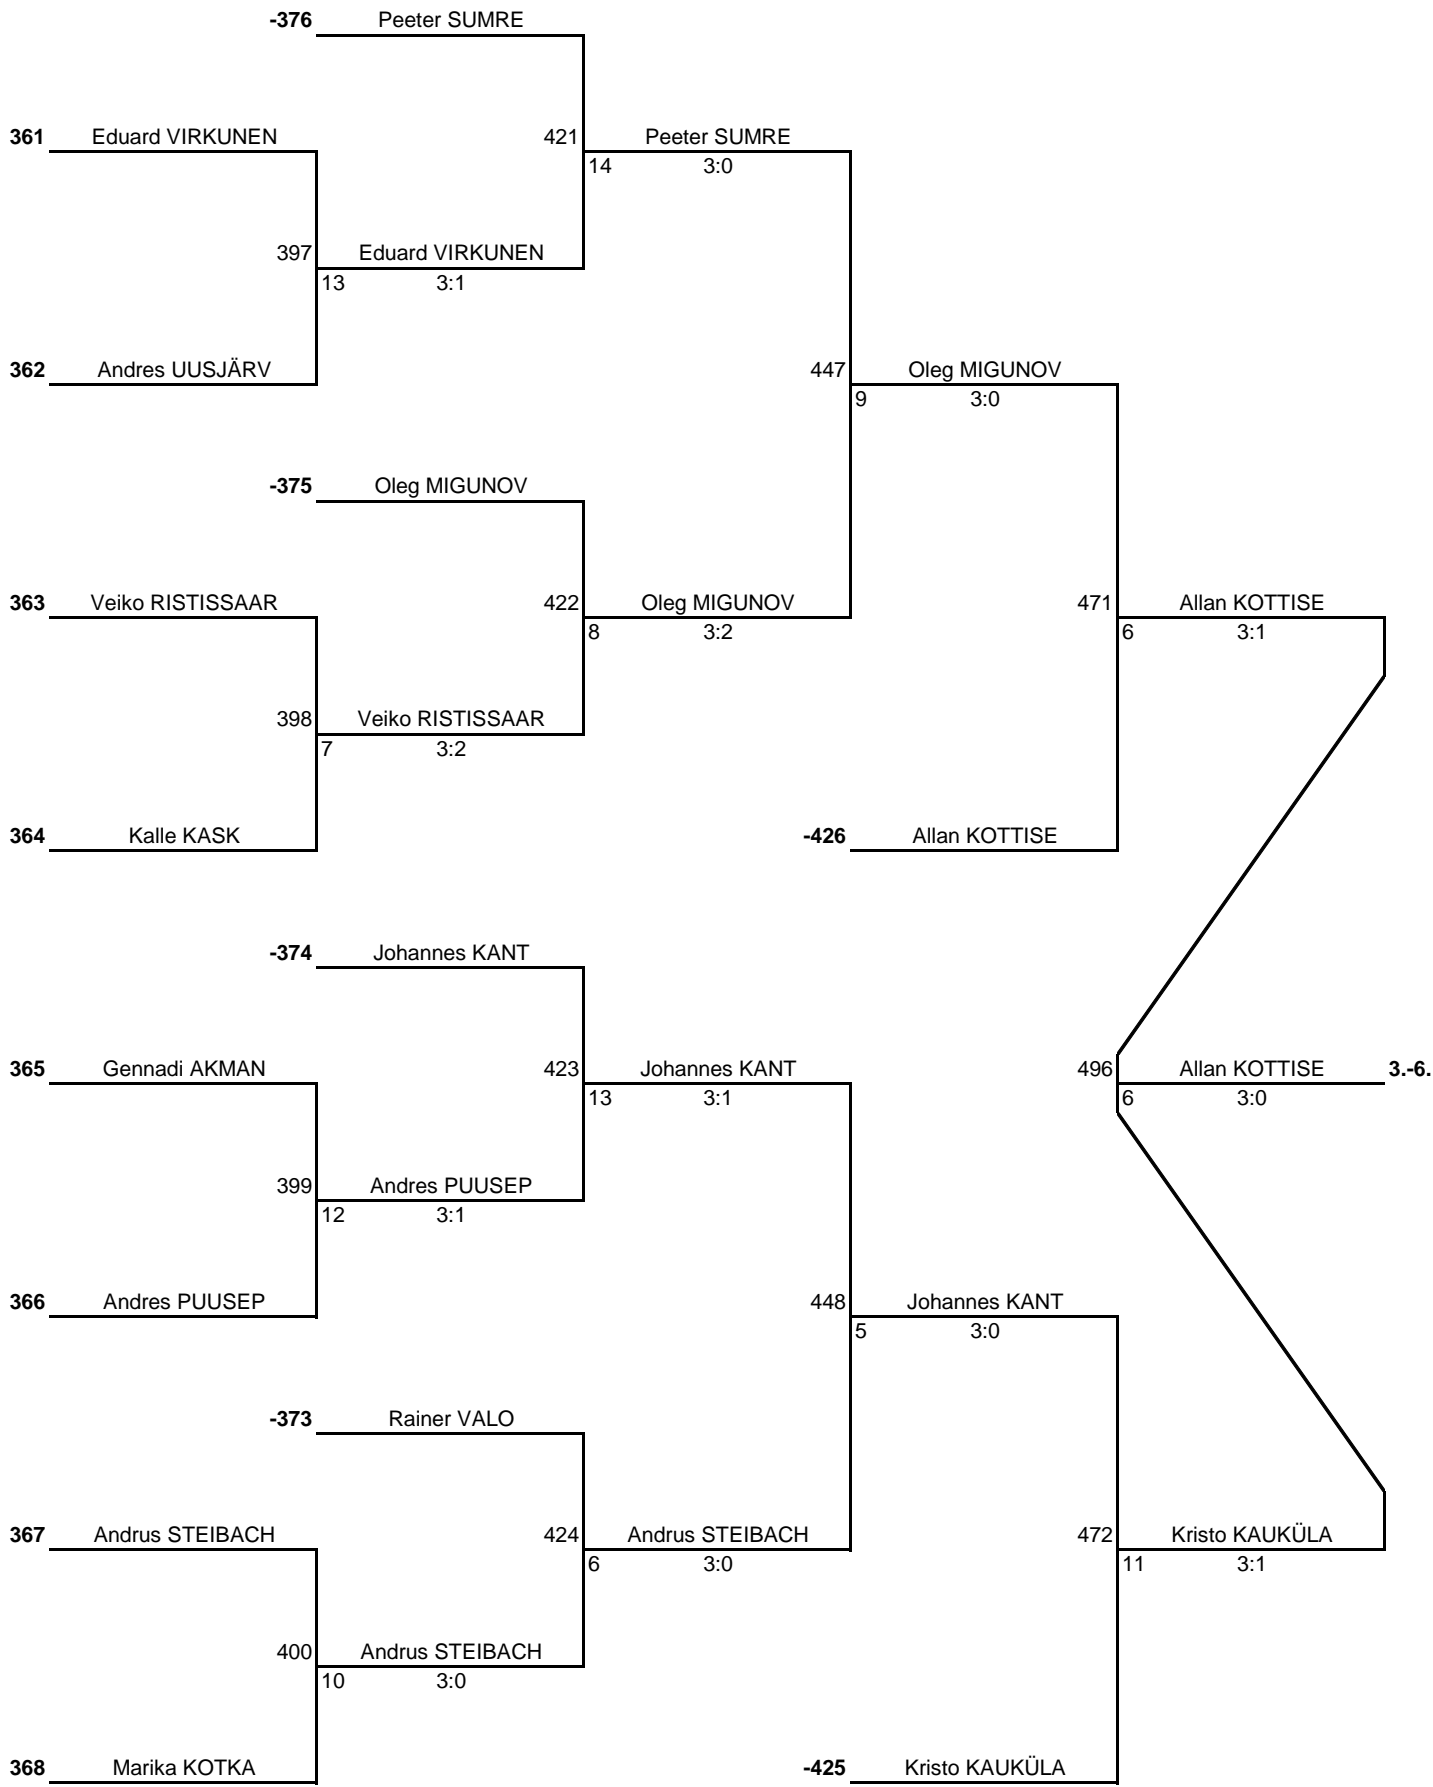 -376 Peeter SUMRE
361 Eduard VIRKUNEN 421 Peeter SUMRE
14 3:0
397 Eduard VIRKUNEN
13 3:1
362 Andres UUSJÄRV 447 Oleg MIGUNOV
9 3:0
-375 Oleg MIGUNOV
363 Veiko RISTISSAAR 422 Oleg MIGUNOV 471 Allan KOTTISE
8 3:2 6 3:1
398 Veiko RISTISSAAR
7 3:2
364 Kalle KASK -426 Allan KOTTISE
-374 Johannes KANT
365 Gennadi AKMAN 423 Johannes KANT 496 Allan KOTTISE 3.-6.
13 3:1 6 3:0
399 Andres PUUSEP
12 3:1
366 Andres PUUSEP 448 Johannes KANT
5 3:0
-373 Rainer VALO
367 Andrus STEIBACH 424 Andrus STEIBACH 472 Kristo KAUKÜLA
6 3:0 11 3:1
400 Andrus STEIBACH
10 3:0
368 Marika KOTKA -425 Kristo KAUKÜLA